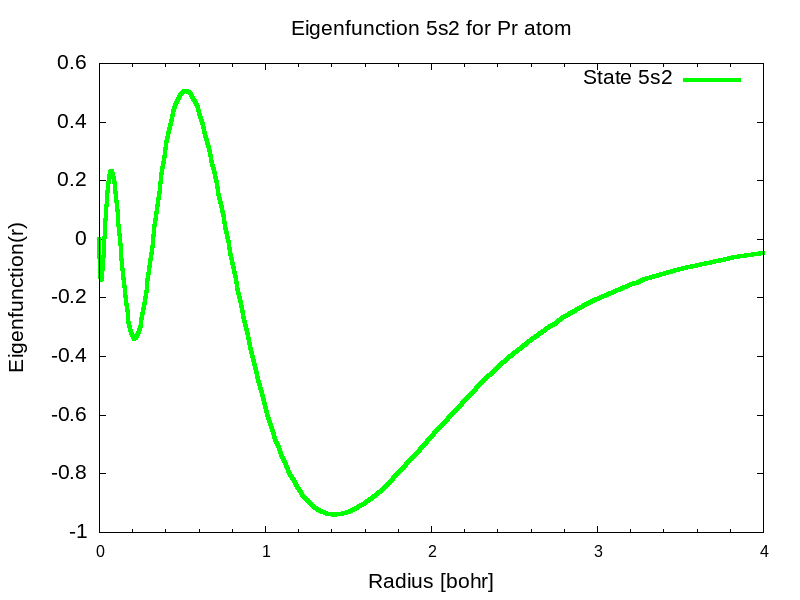 Eigenfunction 5s2 for Pr atom
State 5s2
0.6
0.4
0.2
0
-0.2
-0.4
-0.6
-0.8
-1
Eigenfunction(r)
0 1 2 3 4
Radius [bohr]